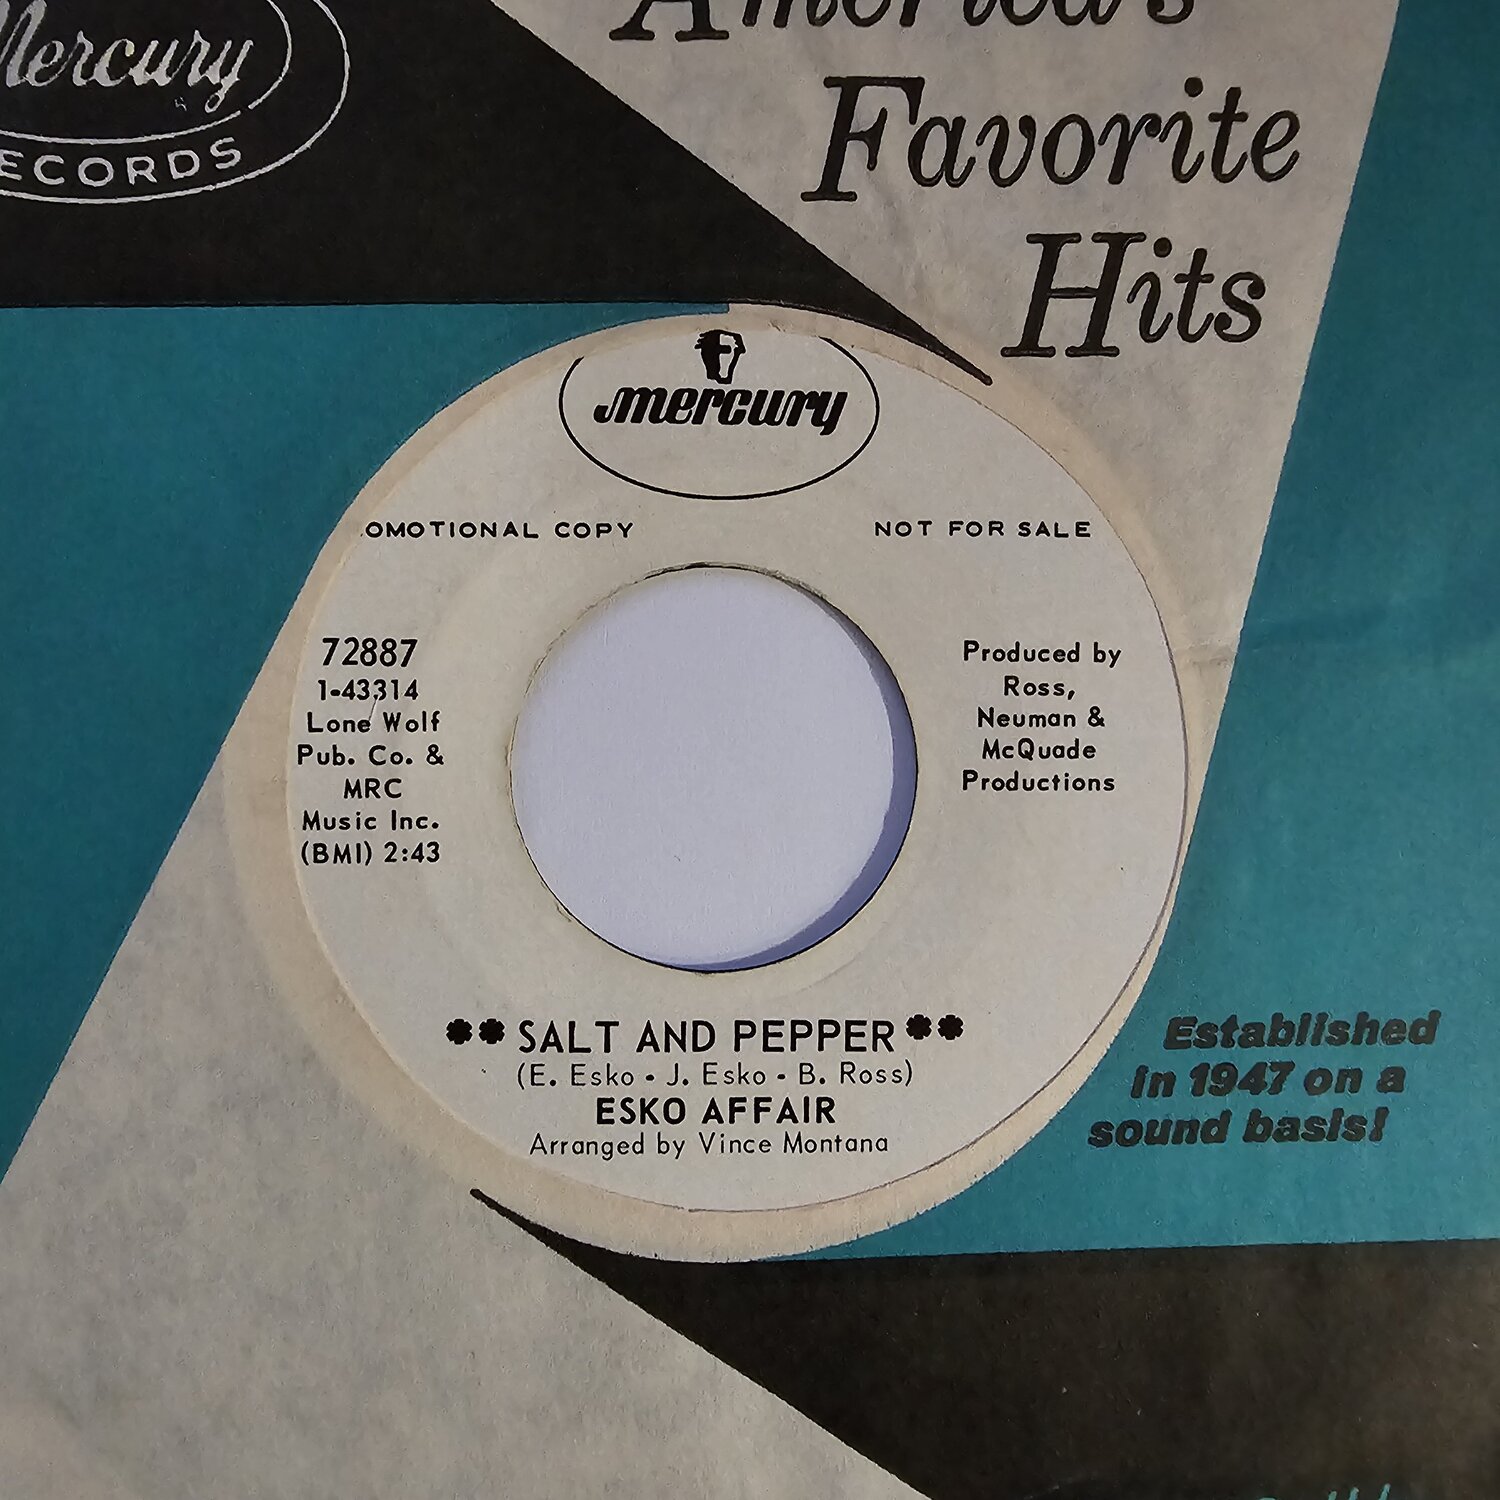 Mercury
RECORDS
America's
Favorite
Hits
mercury
OMOTIONAL COPY
NOT FOR SALE
72887
1-43314
Lone Wolf
Pub. Co. &
MRC
Music Inc.
(BMI) 2:43
Produced by
Ross,
Neuman &
McQuade
Productions
** SALT AND PEPPER **
(E. Esko - J. Esko - B. Ross)
ESKO AFFAIR
Arranged by Vince Montana
Established
in 1947 on a
sound basis!